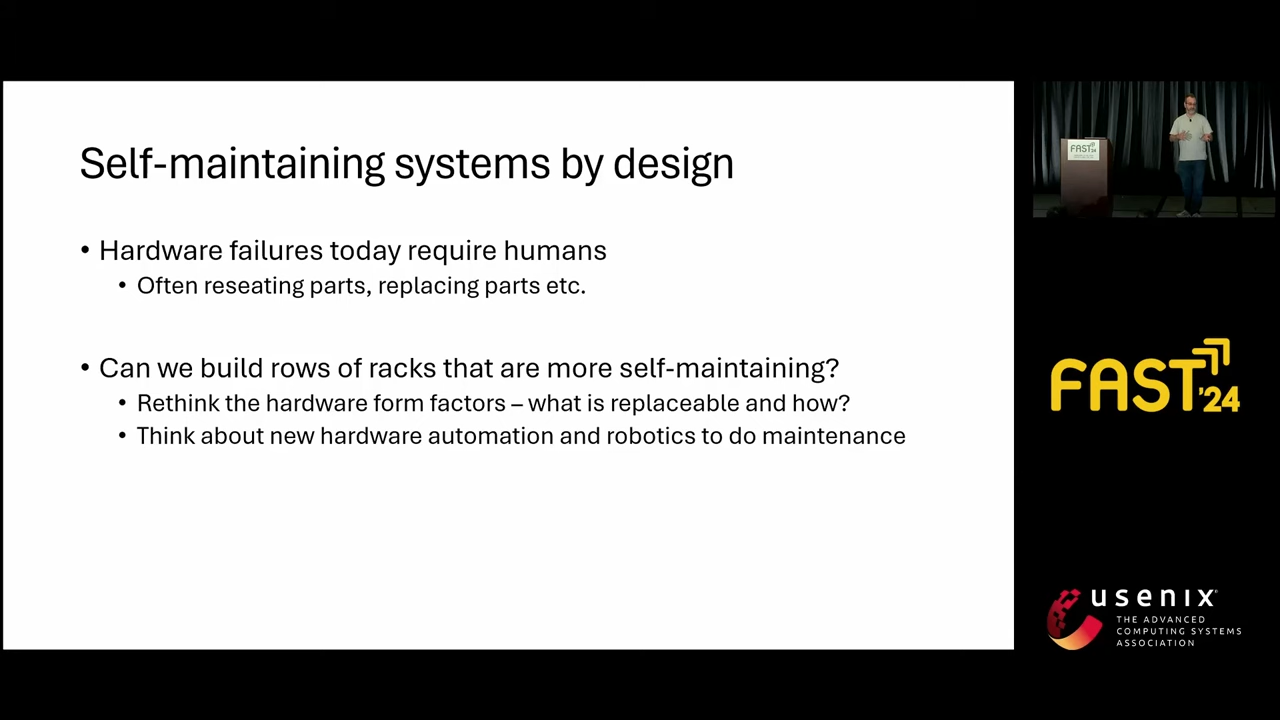 Self-maintaining systems by design
• Hardware failures today require humans
• Often reseating parts, replacing parts etc.
• Can we build rows of racks that are more self-maintaining?
• Rethink the hardware form factors – what is replaceable and how?
• Think about new hardware automation and robotics to do maintenance
FAST '24
FAST '24
usenix
THE ADVANCED
COMPUTING SYSTEMS
ASSOCIATION